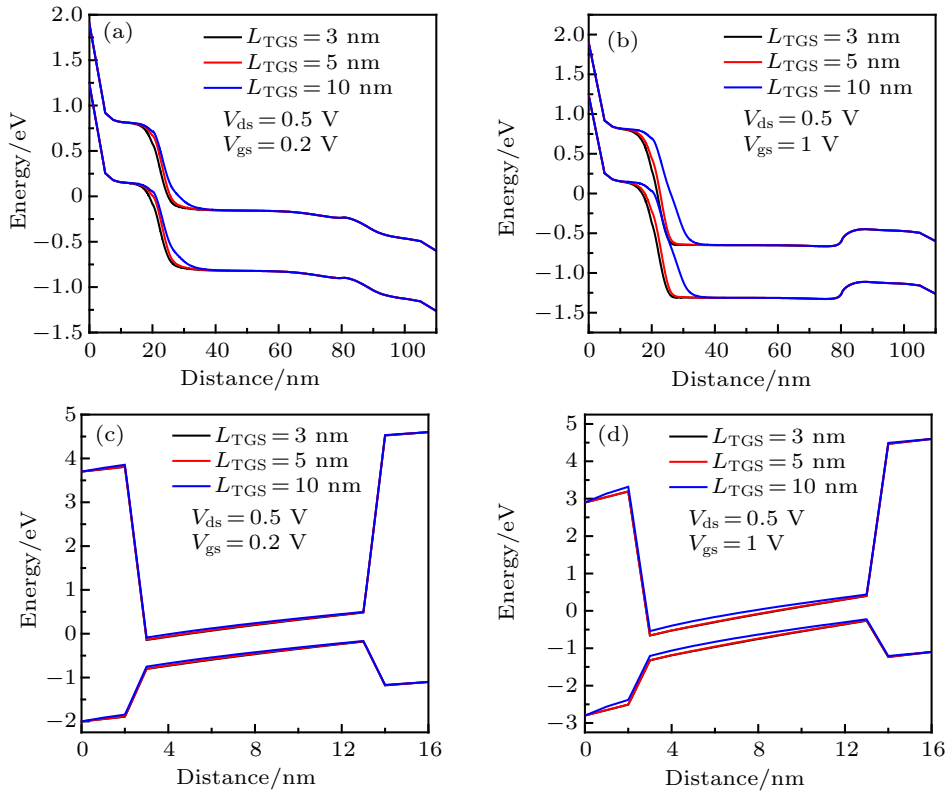 (a)
L_TGS = 3 nm
L_TGS = 5 nm
L_TGS = 10 nm
V_ds = 0.5 V
V_gs = 0.2 V
Energy/eV
2.0
1.5
1.0
0.5
0
−0.5
−1.0
−1.5
0 20 40 60 80 100
Distance/nm
(b)
L_TGS = 3 nm
L_TGS = 5 nm
L_TGS = 10 nm
V_ds = 0.5 V
V_gs = 1 V
Energy/eV
2.0
1.5
1.0
0.5
0
−0.5
−1.0
−1.5
0 20 40 60 80 100
Distance/nm
(c)
L_TGS = 3 nm
L_TGS = 5 nm
L_TGS = 10 nm
V_ds = 0.5 V
V_gs = 0.2 V
Energy/eV
5
4
3
2
1
0
−1
−2
0 4 8 12 16
Distance/nm
(d)
L_TGS = 3 nm
L_TGS = 5 nm
L_TGS = 10 nm
V_ds = 0.5 V
V_gs = 1 V
Energy/eV
5
4
3
2
1
0
−1
−2
−3
0 4 8 12 16
Distance/nm